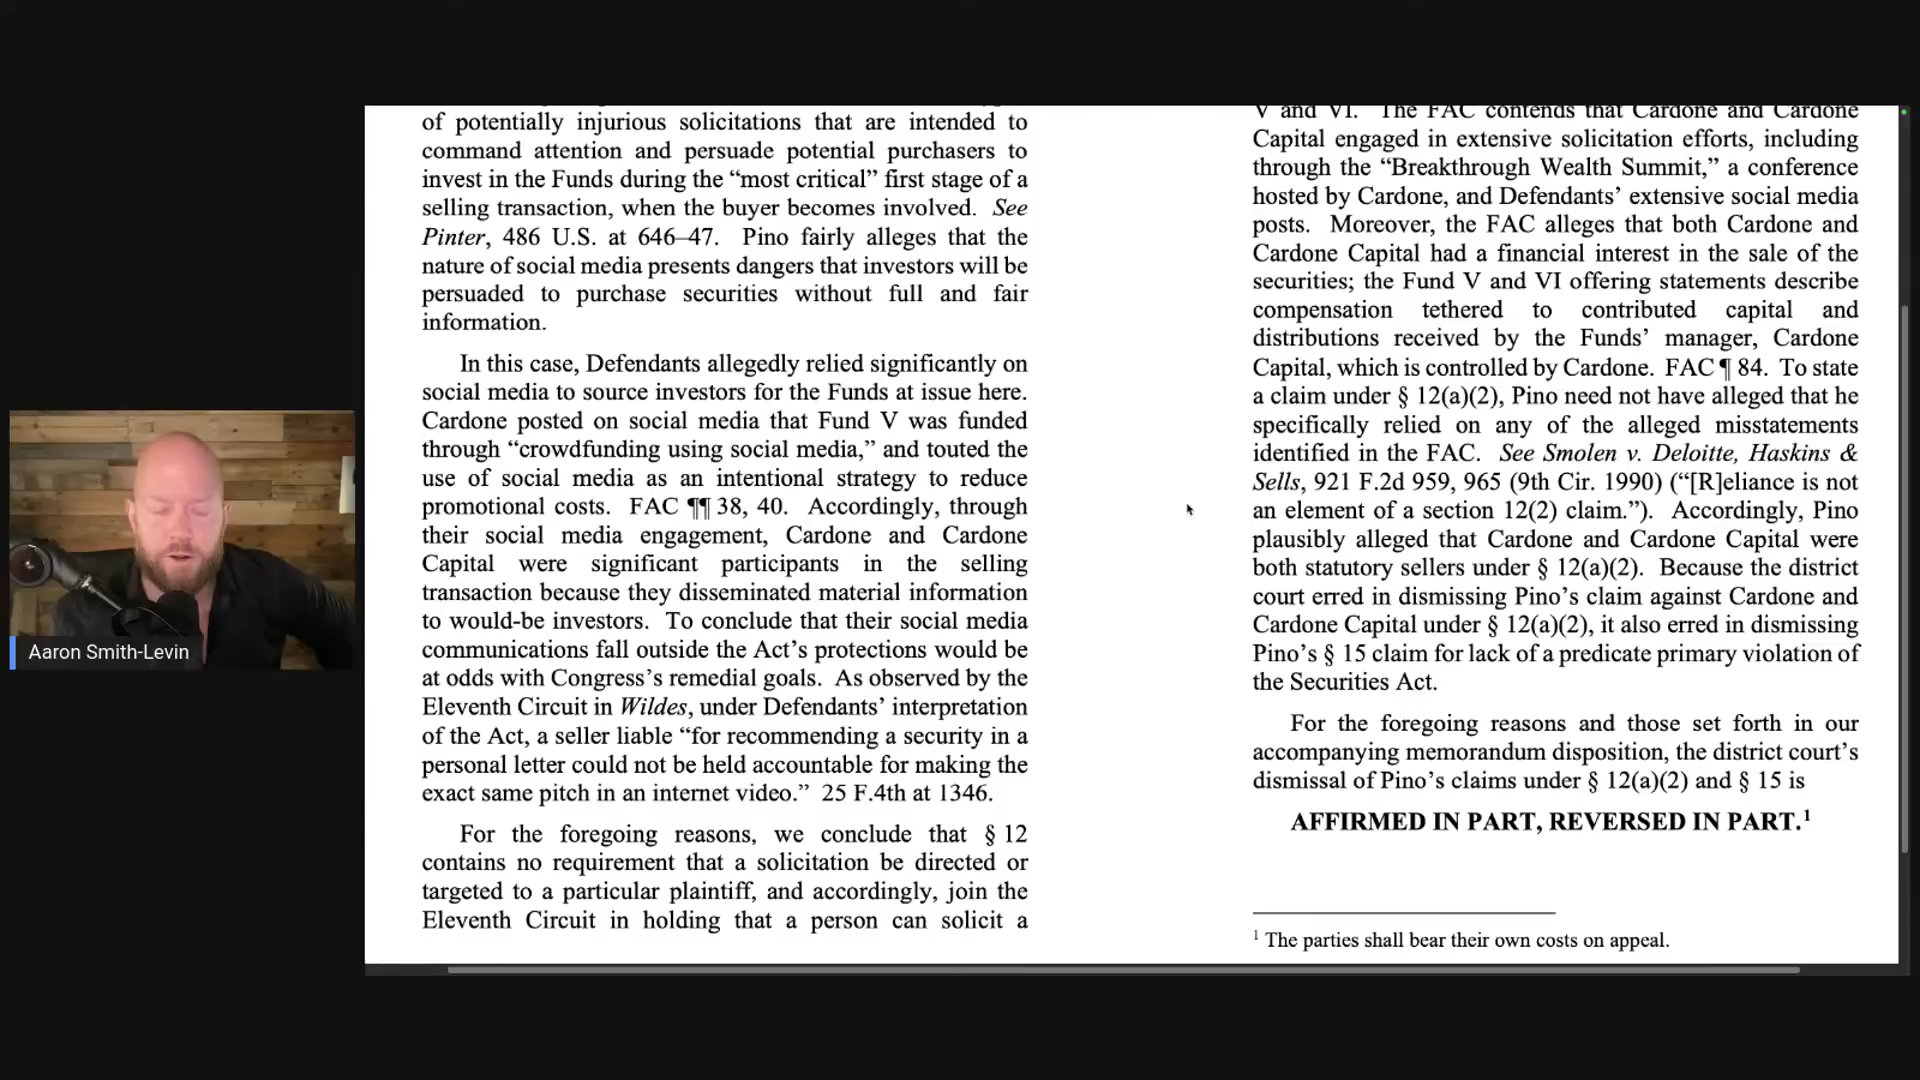 of potentially injurious solicitations that are intended to
command attention and persuade potential purchasers to
invest in the Funds during the “most critical” first stage of a
selling transaction, when the buyer becomes involved. See
Pinter, 486 U.S. at 646–47. Pino fairly alleges that the
nature of social media presents dangers that investors will be
persuaded to purchase securities without full and fair
information.
In this case, Defendants allegedly relied significantly on
social media to source investors for the Funds at issue here.
Cardone posted on social media that Fund V was funded
through “crowdfunding using social media,” and touted the
use of social media as an intentional strategy to reduce
promotional costs. FAC ¶¶ 38, 40. Accordingly, through
their social media engagement, Cardone and Cardone
Capital were significant participants in the selling
transaction because they disseminated material information
to would-be investors. To conclude that their social media
communications fall outside the Act’s protections would be
at odds with Congress’s remedial goals. As observed by the
Eleventh Circuit in Wildes, under Defendants’ interpretation
of the Act, a seller liable “for recommending a security in a
personal letter could not be held accountable for making the
exact same pitch in an internet video.” 25 F.4th at 1346.
For the foregoing reasons, we conclude that § 12
contains no requirement that a solicitation be directed or
targeted to a particular plaintiff, and accordingly, join the
Eleventh Circuit in holding that a person can solicit a
V and VI. The FAC contends that Cardone and Cardone
Capital engaged in extensive solicitation efforts, including
through the “Breakthrough Wealth Summit,” a conference
hosted by Cardone, and Defendants’ extensive social media
posts. Moreover, the FAC alleges that both Cardone and
Cardone Capital had a financial interest in the sale of the
securities; the Fund V and VI offering statements describe
compensation tethered to contributed capital and
distributions received by the Funds’ manager, Cardone
Capital, which is controlled by Cardone. FAC ¶ 84. To state
a claim under § 12(a)(2), Pino need not have alleged that he
specifically relied on any of the alleged misstatements
identified in the FAC. See Smolen v. Deloitte, Haskins &
Sells, 921 F.2d 959, 965 (9th Cir. 1990) (“[R]eliance is not
an element of a section 12(2) claim.”). Accordingly, Pino
plausibly alleged that Cardone and Cardone Capital were
both statutory sellers under § 12(a)(2). Because the district
court erred in dismissing Pino’s claim against Cardone and
Cardone Capital under § 12(a)(2), it also erred in dismissing
Pino’s § 15 claim for lack of a predicate primary violation of
the Securities Act.
For the foregoing reasons and those set forth in our
accompanying memorandum disposition, the district court’s
dismissal of Pino’s claims under § 12(a)(2) and § 15 is
AFFIRMED IN PART, REVERSED IN PART.¹
¹ The parties shall bear their own costs on appeal.
Aaron Smith-Levin